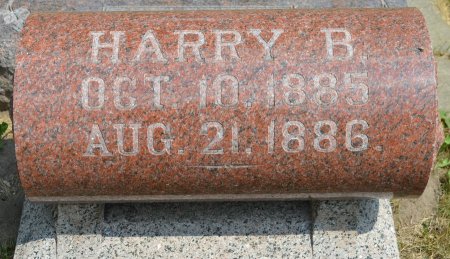 HARRY B.
OCT. 10. 1885
AUG. 21. 1886.